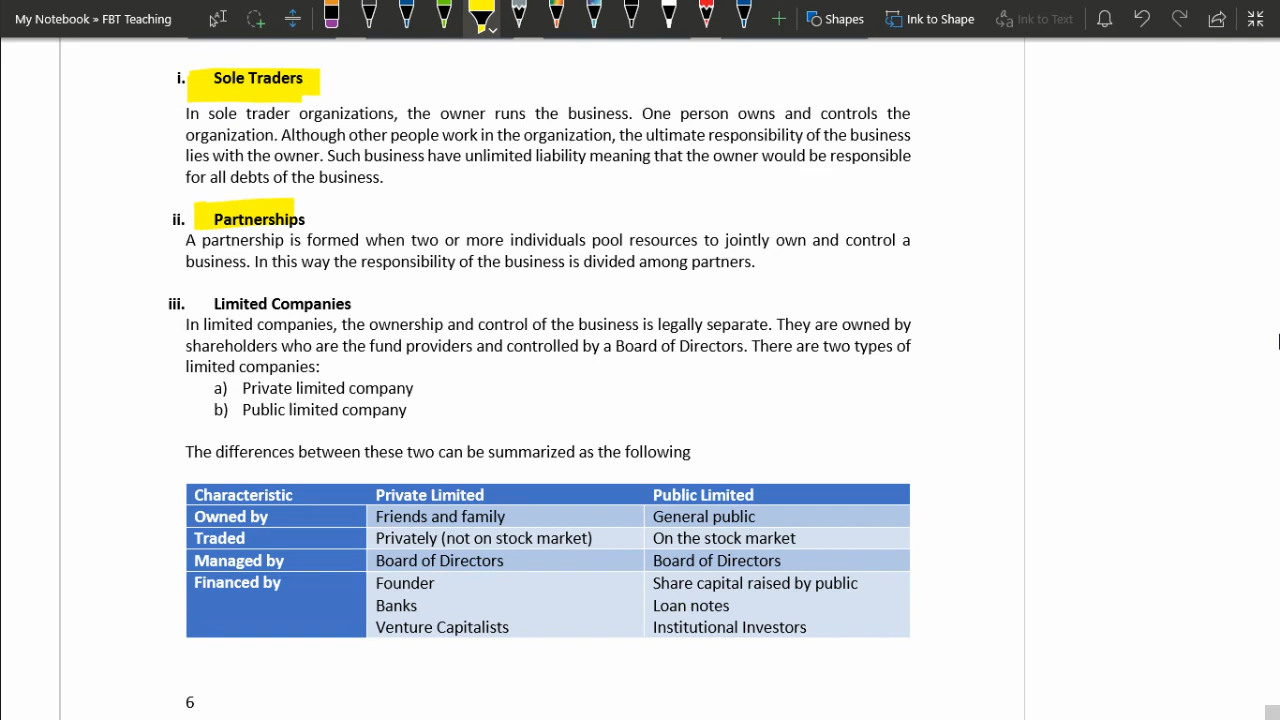 My Notebook » FBT Teaching
Shapes
Ink to Shape
Ink to Text
i. Sole Traders
In sole trader organizations, the owner runs the business. One person owns and controls the
organization. Although other people work in the organization, the ultimate responsibility of the business
lies with the owner. Such business have unlimited liability meaning that the owner would be responsible
for all debts of the business.
ii. Partnerships
A partnership is formed when two or more individuals pool resources to jointly own and control a
business. In this way the responsibility of the business is divided among partners.
iii. Limited Companies
In limited companies, the ownership and control of the business is legally separate. They are owned by
shareholders who are the fund providers and controlled by a Board of Directors. There are two types of
limited companies:
a) Private limited company
b) Public limited company
The differences between these two can be summarized as the following
Characteristic Private Limited Public Limited
Owned by Friends and family General public
Traded Privately (not on stock market) On the stock market
Managed by Board of Directors Board of Directors
Financed by Founder Share capital raised by public
Banks Loan notes
Venture Capitalists Institutional Investors
6